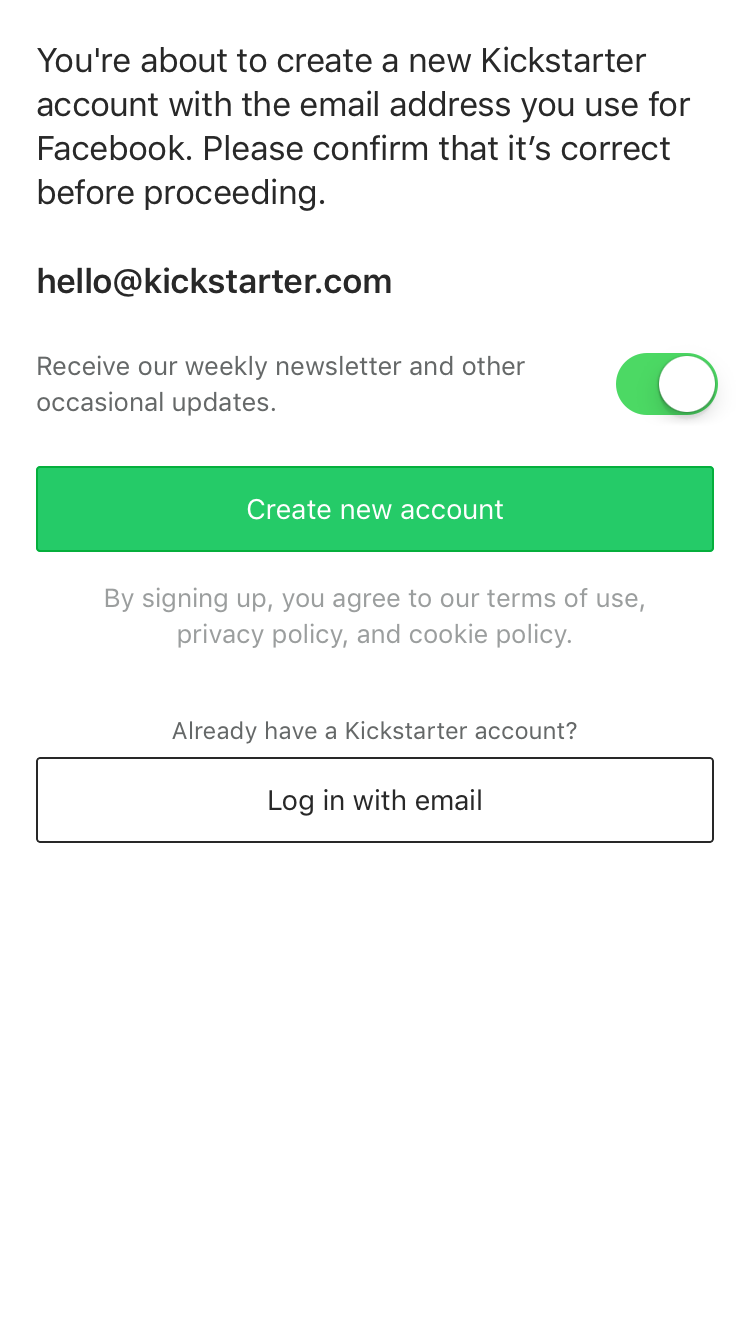 You're about to create a new Kickstarter
account with the email address you use for
Facebook. Please confirm that it’s correct
before proceeding.
hello@kickstarter.com
Receive our weekly newsletter and other
occasional updates.
Create new account
By signing up, you agree to our terms of use,
privacy policy, and cookie policy.
Already have a Kickstarter account?
Log in with email